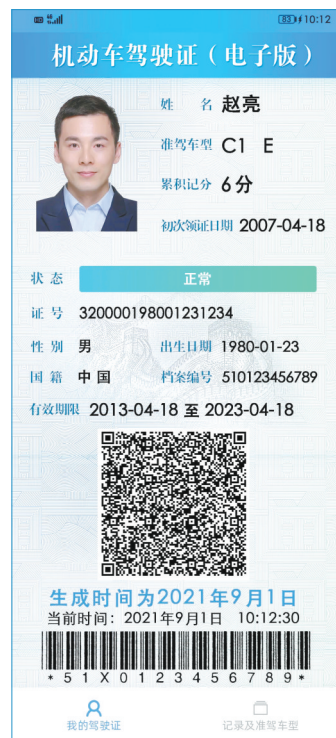 83 10:12
机动车驾驶证（电子版）
姓 名 赵亮
准驾车型 C1 E
累积记分 6分
初次领证日期 2007-04-18
状态 正常
证号 320000198001231234
性别 男 出生日期 1980-01-23
国籍 中国 档案编号 510123456789
有效期限 2013-04-18 至 2023-04-18
生成时间为2021年9月1日
当前时间：2021年9月1日 10:12:30
*51X0123456789*
我的驾驶证 记录及准驾车型